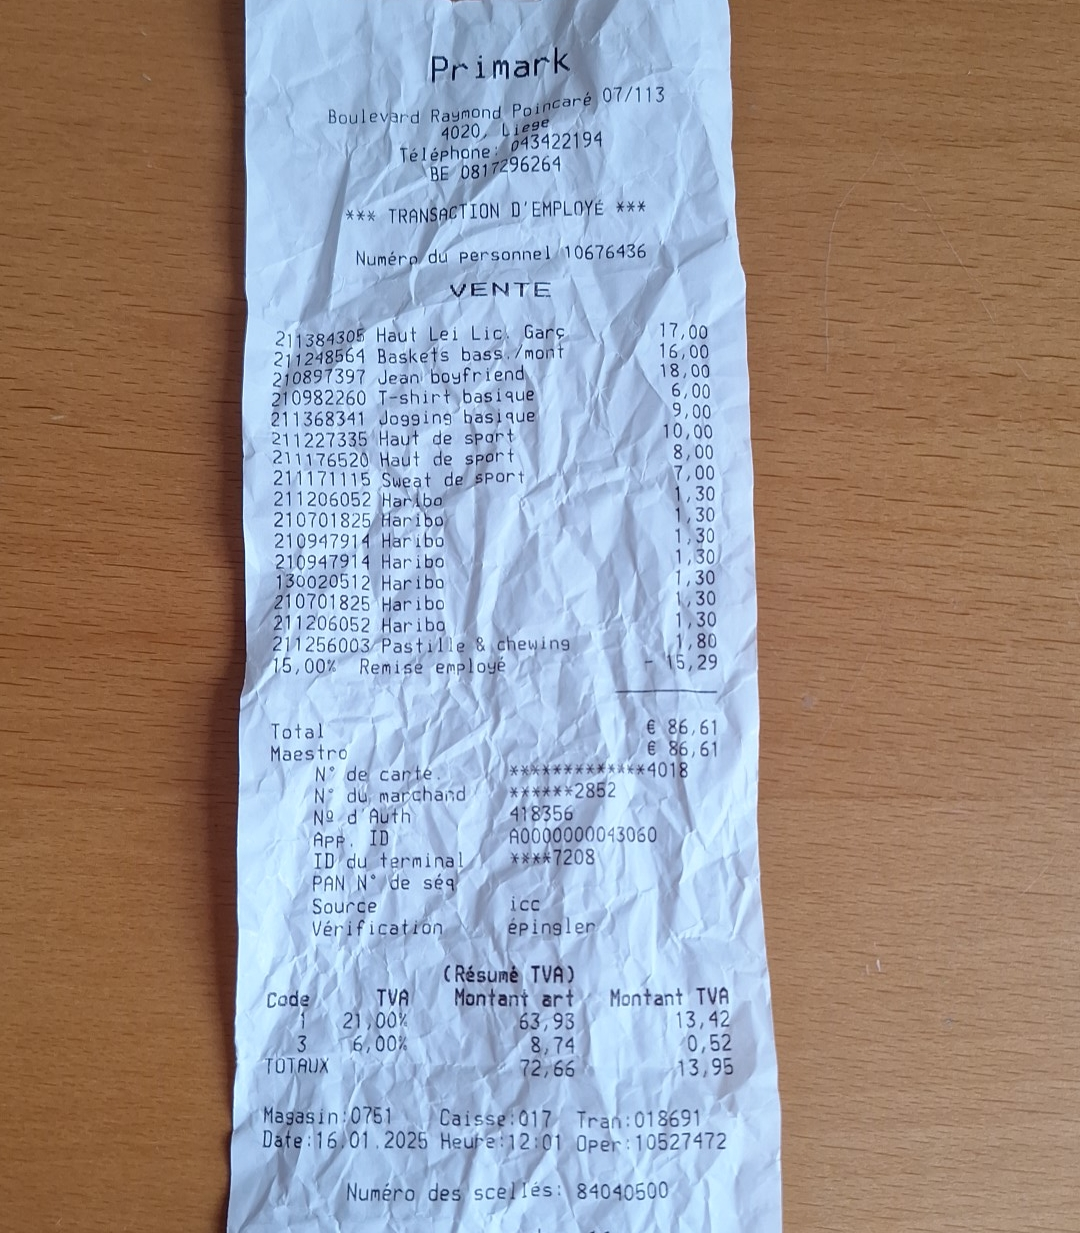 Primark
Boulevard Raymond Poincaré 07/113
4020, Liege
Téléphone: 043422194
BE 0817296264
*** TRANSACTION D'EMPLOYÉ ***
Numéro du personnel 10676436
VENTE
211384305 Haut Lei Lic. Garç 17,00
211248564 Baskets bass./mont 16,00
210897397 Jean boyfriend 18,00
210982260 T-shirt basique 6,00
211368341 Jogging basique 9,00
211227335 Haut de sport 10,00
211176520 Haut de sport 8,00
211171115 Sweat de sport 7,00
211206052 Haribo 1,30
210701825 Haribo 1,30
210947914 Haribo 1,30
210947914 Haribo 1,30
130020512 Haribo 1,30
210701825 Haribo 1,30
211206052 Haribo 1,30
211256003 Pastille & chewing 1,80
15,00% Remise employé - 15,29
Total € 86,61
Maestro € 86,61
N° de carte. ************4018
N° du marchand ******2852
Nº d'Auth 418356
App. ID A0000000043060
ID du terminal ****7208
PAN N° de séq
Source icc
Vérification épingler
(Résumé TVA)
Code TVA Montant art Montant TVA
1 21,00% 63,93 13,42
3 6,00% 8,74 0,52
TOTAUX 72,66 13,95
Magasin:0751 Caisse:017 Tran:018691
Date:16.01.2025 Heure:12:01 Oper:10527472
Numéro des scellés: 84040500